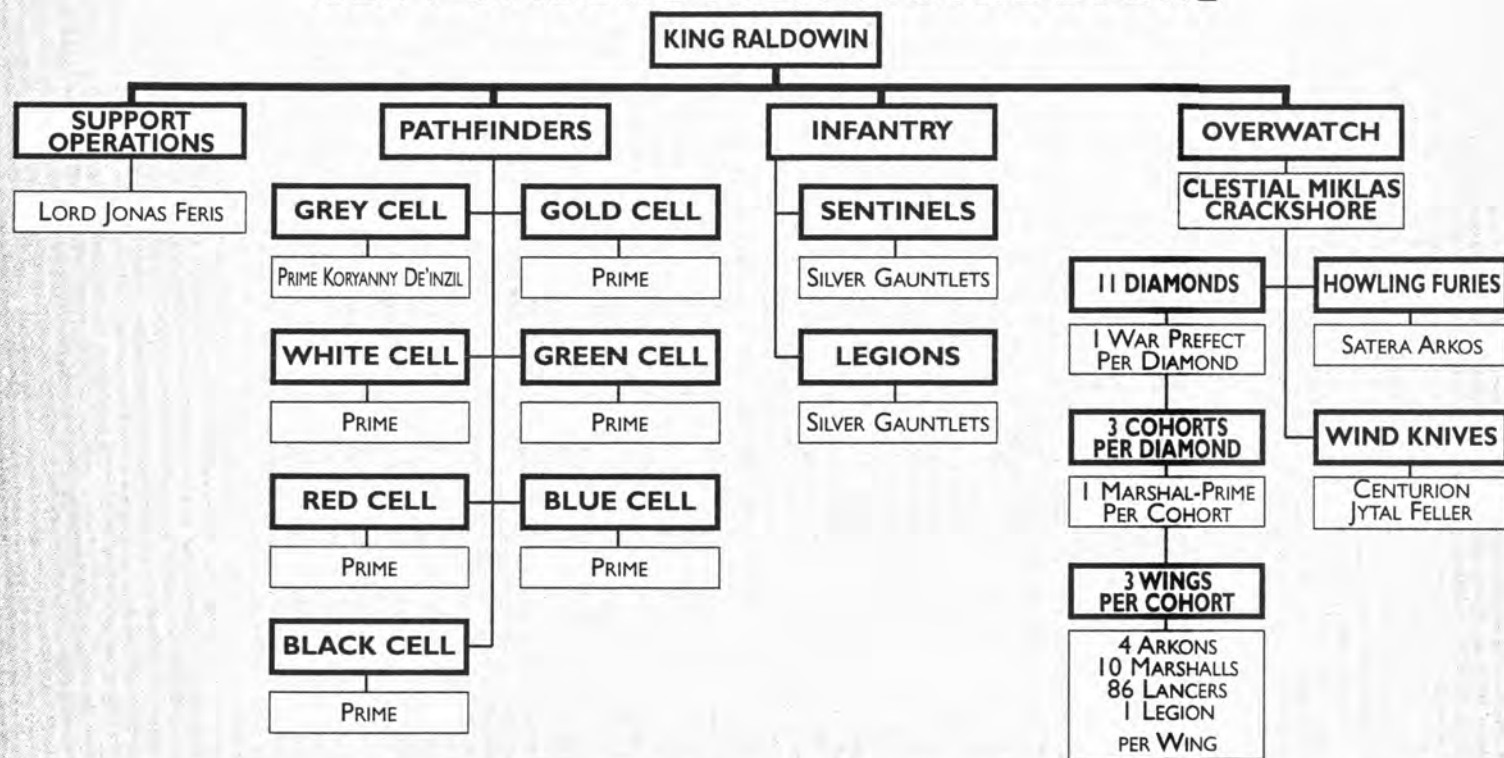 KING RALDOWIN
SUPPORT
OPERATIONS
LORD JONAS FERIS
PATHFINDERS
GREY CELL
PRIME KORYANNY DE'INZIL
GOLD CELL
PRIME
WHITE CELL
PRIME
GREEN CELL
PRIME
RED CELL
PRIME
BLUE CELL
PRIME
BLACK CELL
PRIME
INFANTRY
SENTINELS
SILVER GAUNTLETS
LEGIONS
SILVER GAUNTLETS
OVERWATCH
CLESTIAL MIKLAS
CRACKSHORE
11 DIAMONDS
1 WAR PREFECT
PER DIAMOND
3 COHORTS
PER DIAMOND
1 MARSHAL-PRIME
PER COHORT
3 WINGS
PER COHORT
4 ARKONS
10 MARSHALLS
86 LANCERS
1 LEGION
PER WING
HOWLING FURIES
SATERA ARKOS
WIND KNIVES
CENTURION
JYTAL FELLER